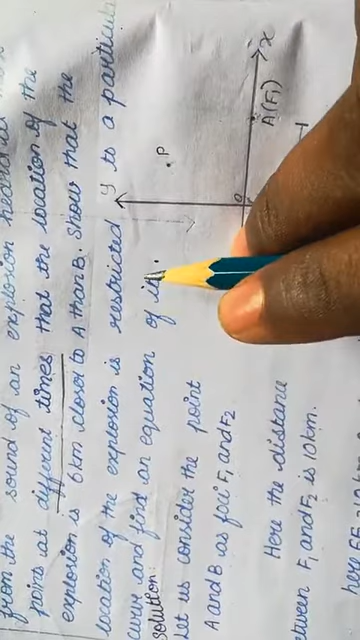 from the sound of an explosion heard at
points at different times that the location of the
explosion is 6km closer to A than B. Show that the
location of the explosion is restricted to a particular
curve and find an equation of it.
Solution:
Let us consider the point
A and B as foci F1 and F2
Here the distance
tween F1 and F2 is 10km.
here
y
P
O
A(F1)
x